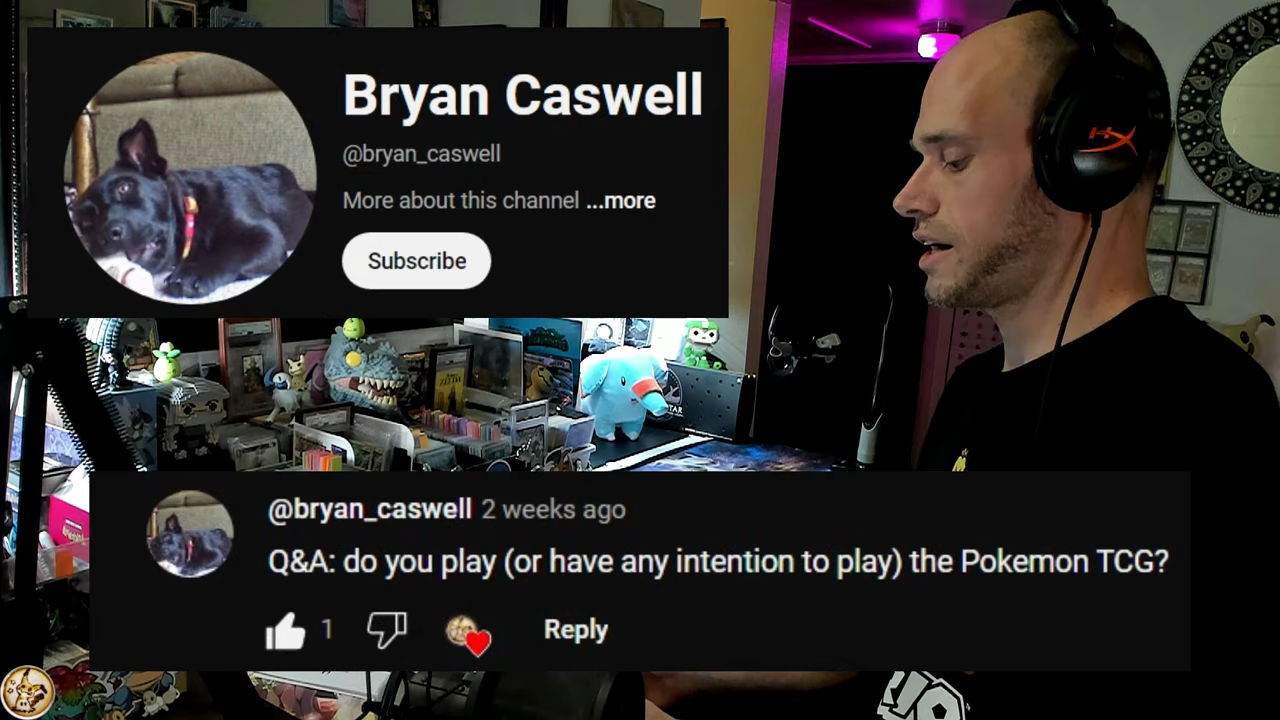 Bryan Caswell
@bryan_caswell
More about this channel ...more
Subscribe
@bryan_caswell 2 weeks ago
Q&A: do you play (or have any intention to play) the Pokemon TCG?
1
Reply